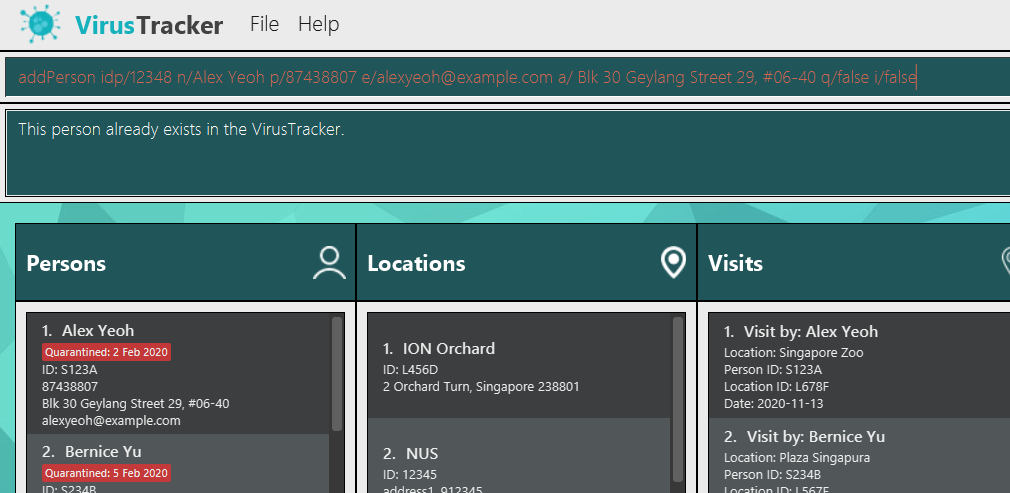 VirusTracker File Help
addPerson idp/12348 n/Alex Yeoh p/87438807 e/alexyeoh@example.com a/ Blk 30 Geylang Street 29, #06-40 q/false i/false
This person already exists in the VirusTracker.
Persons
Locations
Visits
1. Alex Yeoh
Quarantined: 2 Feb 2020
ID: S123A
87438807
Blk 30 Geylang Street 29, #06-40
alexyeoh@example.com
2. Bernice Yu
Quarantined: 5 Feb 2020
ID: S234B
1. ION Orchard
ID: L456D
2 Orchard Turn, Singapore 238801
2. NUS
ID: 12345
address1, 912345
1. Visit by: Alex Yeoh
Location: Singapore Zoo
Person ID: S123A
Location ID: L678F
Date: 2020-11-13
2. Visit by: Bernice Yu
Location: Plaza Singapura
Person ID: S234B
Location ID: L567E